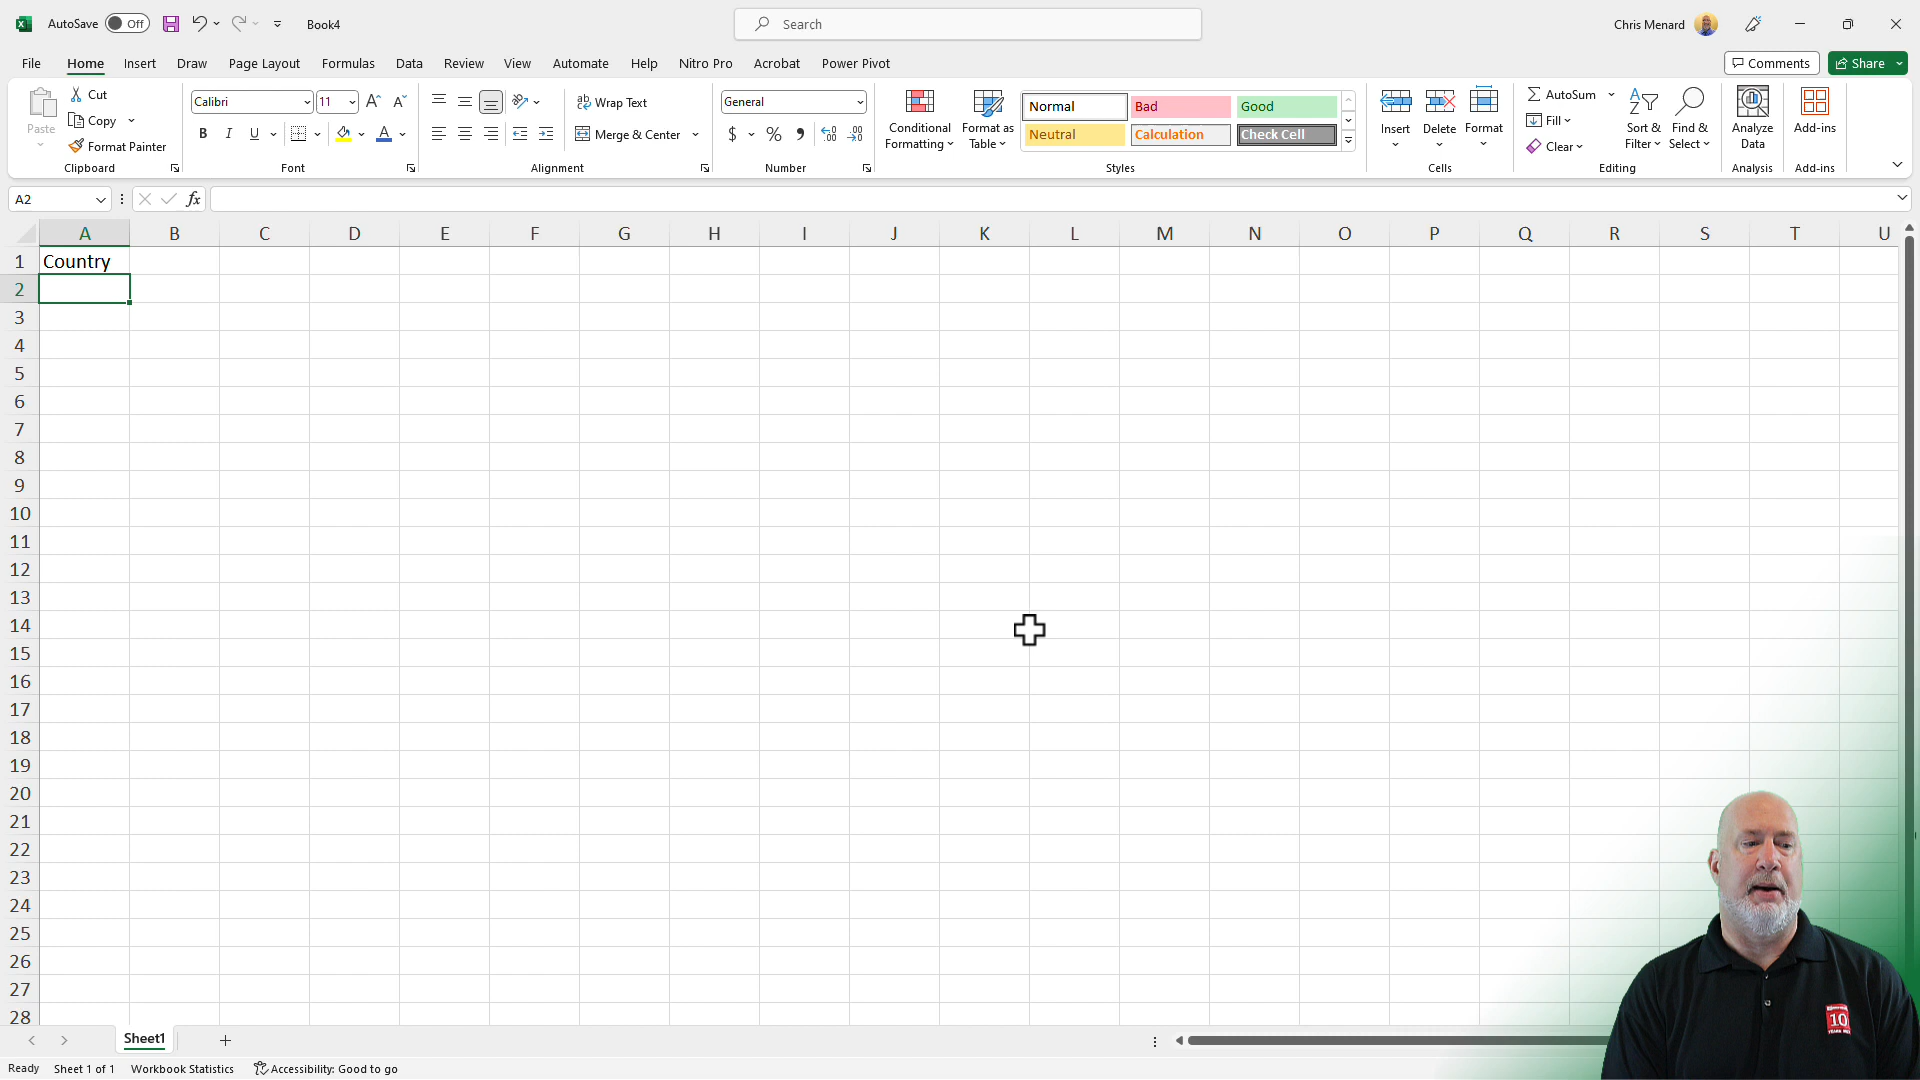 AutoSave Off Book4 Search Chris Menard
File Home Insert Draw Page Layout Formulas Data Review View Automate Help Nitro Pro Acrobat Power Pivot Comments Share
Paste Cut Copy Format Painter Clipboard
Calibri 11 B I U A Font
Wrap Text Merge & Center Alignment
General $ % Number
Conditional Formatting Format as Table
Normal Bad Good
Neutral Calculation Check Cell
Styles
Insert Delete Format Cells
AutoSum Fill Clear Sort & Filter Find & Select Editing
Analyze Data Analysis
Add-ins Add-ins
A2 fx
A B C D E F G H I J K L M N O P Q R S T U
1 Country
2
3
4
5
6
7
8
9
10
11
12
13
14
15
16
17
18
19
20
21
22
23
24
25
26
27
28
10
Sheet1
Ready Sheet 1 of 1 Workbook Statistics Accessibility: Good to go